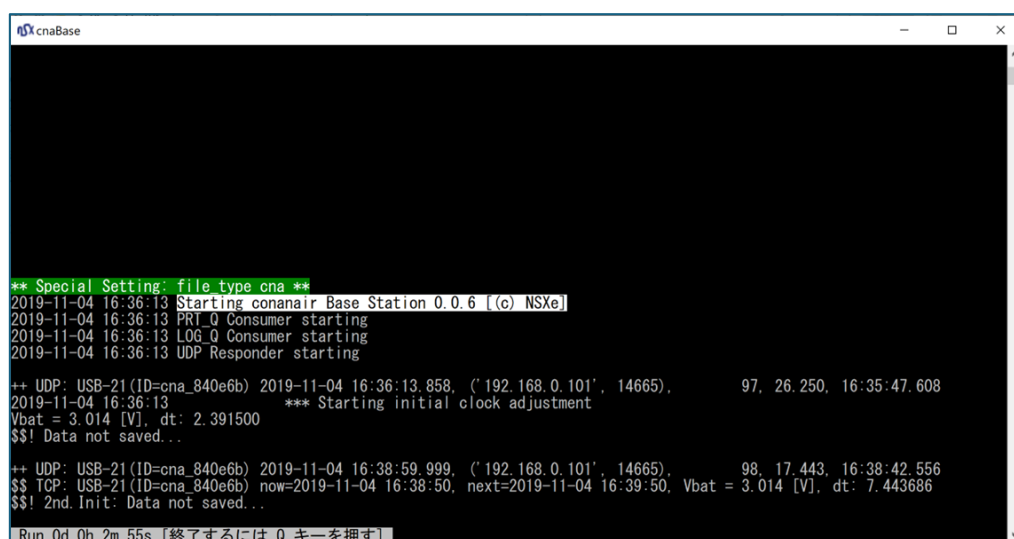 NSX cnaBase
** Special Setting: file_type cna **
2019-11-04 16:36:13 Starting conanair Base Station 0.0.6 [(c) NSXe]
2019-11-04 16:36:13 PRT_Q Consumer starting
2019-11-04 16:36:13 LOG_Q Consumer starting
2019-11-04 16:36:13 UDP Responder starting
++ UDP: USB-21(ID=cna_840e6b) 2019-11-04 16:36:13.858, ('192.168.0.101', 14665), 97, 26.250, 16:35:47.608
2019-11-04 16:36:13 *** Starting initial clock adjustment
Vbat = 3.014 [V], dt: 2.391500
$$! Data not saved...
++ UDP: USB-21(ID=cna_840e6b) 2019-11-04 16:38:59.999, ('192.168.0.101', 14665), 98, 17.443, 16:38:42.556
$$ TCP: USB-21(ID=cna_840e6b) now=2019-11-04 16:38:50, next=2019-11-04 16:39:50, Vbat = 3.014 [V], dt: 7.443686
$$! 2nd.Init: Data not saved...
Run 0d 0h 2m 55s [終了するには Q キーを押す]